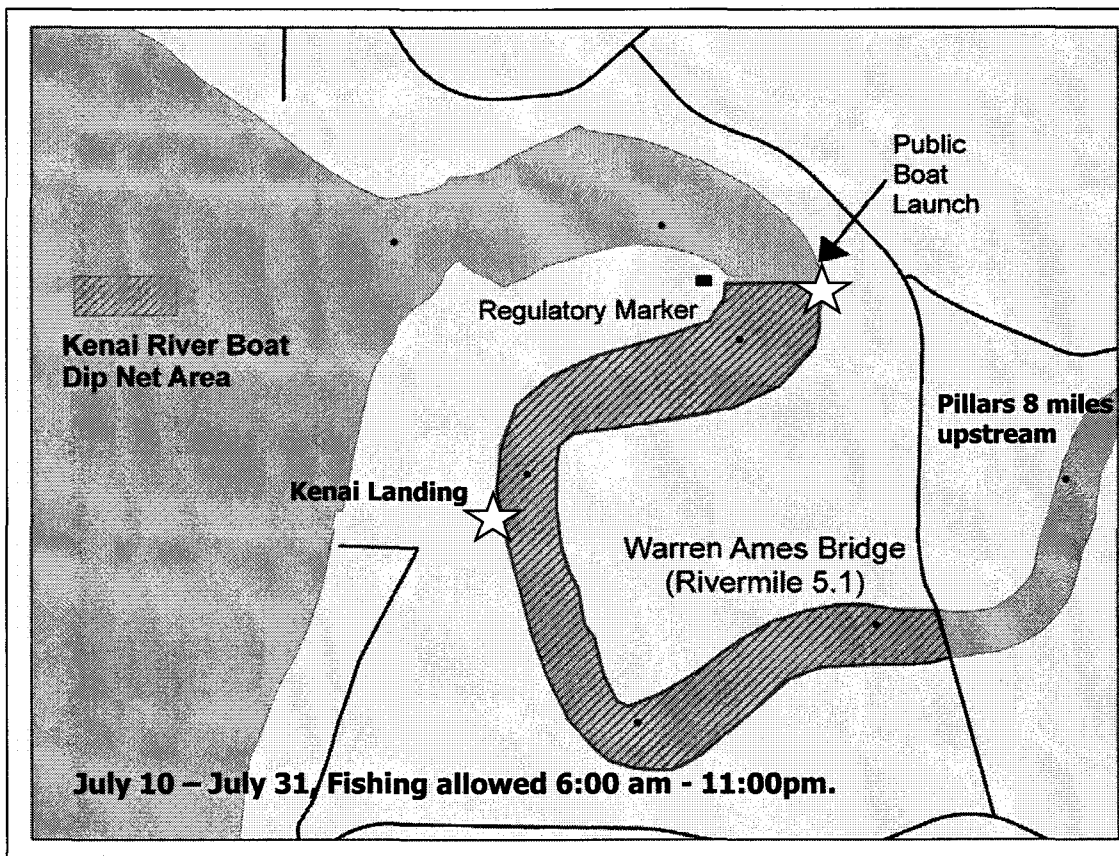 Public
Boat
Launch
Regulatory Marker
Kenai River Boat
Dip Net Area
Pillars 8 miles
upstream
Kenai Landing
Warren Ames Bridge
(Rivermile 5.1)
July 10 – July 31, Fishing allowed 6:00 am - 11:00pm.